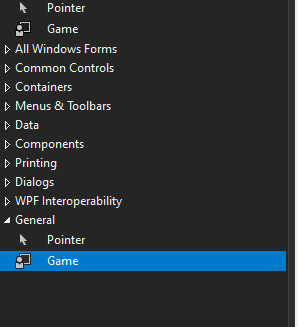 Pointer
Game
All Windows Forms
Common Controls
Containers
Menus & Toolbars
Data
Components
Printing
Dialogs
WPF Interoperability
General
Pointer
Game